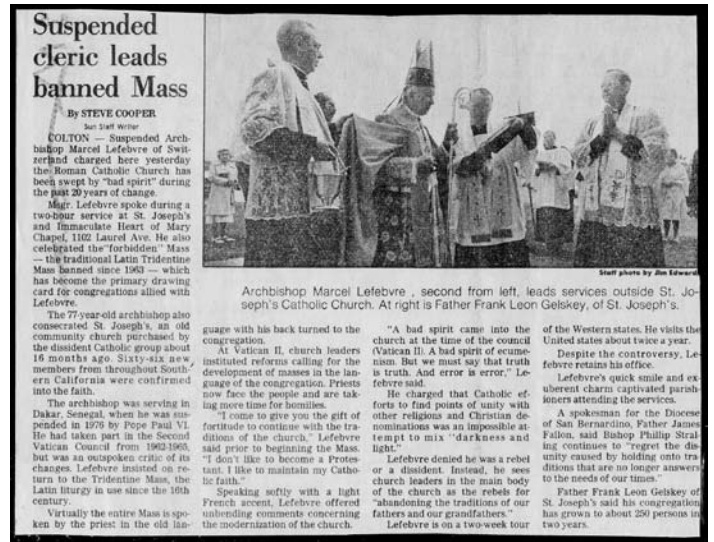 Suspended
cleric leads
banned Mass
By STEVE COOPER
Sun Staff Writer
COLTON — Suspended Arch-
bishop Marcel Lefebvre of Swit-
zerland charged here yesterday
the Roman Catholic Church has
been swept by "bad spirit" during
the past 20 years of change.
Msgr. Lefebvre spoke during a
two-hour service at St. Joseph's
and Immaculate Heart of Mary
Chapel, 1102 Laurel Ave. He also
celebrated the "forbidden" Mass
— the traditional Latin Tridentine
Mass banned since 1963 — which
has become the primary drawing
card for congregations allied with
Lefebvre.
The 77-year-old archbishop also
consecrated St. Joseph's, an old
community church purchased by
the dissident Catholic group about
16 months ago. Sixty-six new
members from throughout South-
ern California were confirmed
into the faith.
The archbishop was serving in
Dakar, Senegal, when he was sus-
pended in 1976 by Pope Paul VI.
He had taken part in the Second
Vatican Council from 1962-1965,
but was an outspoken critic of its
changes. Lefebvre insisted on re-
turn to the Tridentine Mass, the
Latin liturgy in use since the 16th
century.
Virtually the entire Mass is spo-
ken by the priest in the old lan-
Staff photo by Jim Edward
Archbishop Marcel Lefebvre , second from left, leads services outside St. Jo-
seph's Catholic Church. At right is Father Frank Leon Gelskey, of St. Joseph's.
guage with his back turned to the
congregation.
At Vatican II, church leaders
instituted reforms calling for the
development of masses in the lan-
guage of the congregation. Priests
now face the people and are tak-
ing more time for homilies.
"I come to give you the gift of
fortitude to continue with the tra-
ditions of the church," Lefebvre
said prior to beginning the Mass.
"I don't like to become a Protes-
tant. I like to maintain my Catho-
lic faith."
Speaking softly with a light
French accent, Lefebvre offered
unbending comments concerning
the modernization of the church.
"A bad spirit came into the
church at the time of the council
(Vatican II). A bad spirit of ecume-
nism. But we must say that truth
is truth. And error is error," Le-
febvre said.
He charged that Catholic ef-
forts to find points of unity with
other religions and Christian de-
nominations was an impossible at-
tempt to mix "darkness and
light."
Lefebvre denied he was a rebel
or a dissident. Instead, he sees
church leaders in the main body
of the church as the rebels for
"abandoning the traditions of our
fathers and our grandfathers."
Lefebvre is on a two-week tour
of the Western states. He visits the
United states about twice a year.
Despite the controversy, Le-
febvre retains his office.
Lefebvre's quick smile and ex-
uberant charm captivated parish-
ioners attending the services.
A spokesman for the Diocese
of San Bernardino, Father James
Fallon, said Bishop Phillip Stral-
ing continues to "regret the dis-
unity caused by holding onto tra-
ditions that are no longer answers
to the needs of our times."
Father Frank Leon Gelskey of
St. Joseph's said his congregation
has grown to about 250 persons in
two years.